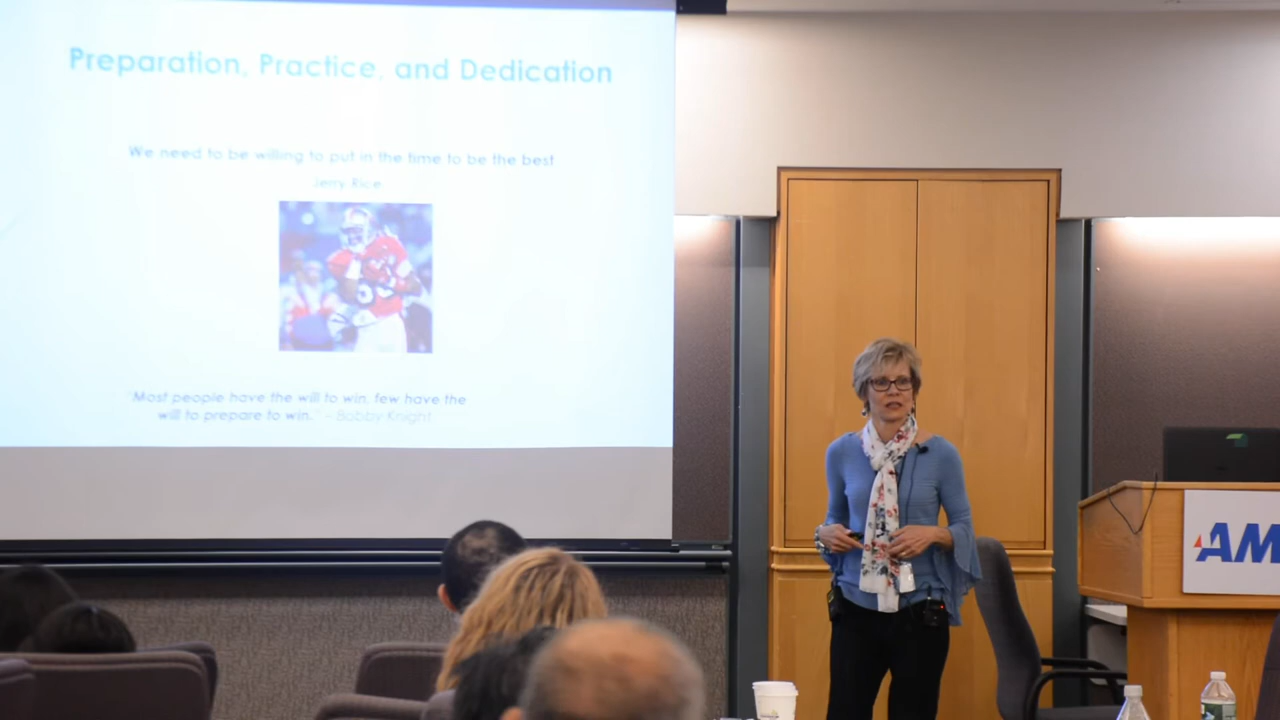 Preparation, Practice, and Dedication
We need to be willing to put in the time to be the best
Jerry Rice
"Most people have the will to win, few have the
will to prepare to win." – Bobby Knight
AM